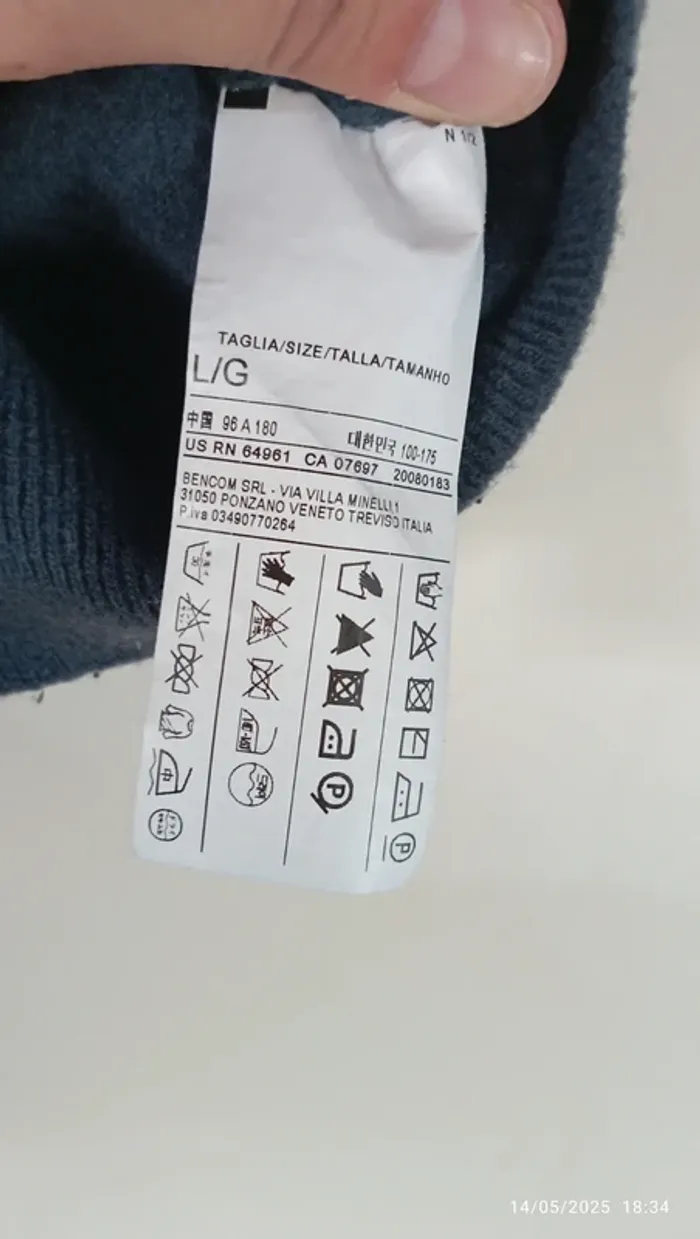 N 1/2
TAGLIA/SIZE/TALLA/TAMANHO
L/G
中国 96 A 180 대한민국 100-175
US RN 64961 CA 07697 20080183
BENCOM SRL - VIA VILLA MINELLI,1
31050 PONZANO VENETO TREVISO ITALIA
P.iva 03490770264
30
中
P
P
14/05/2025 18:34